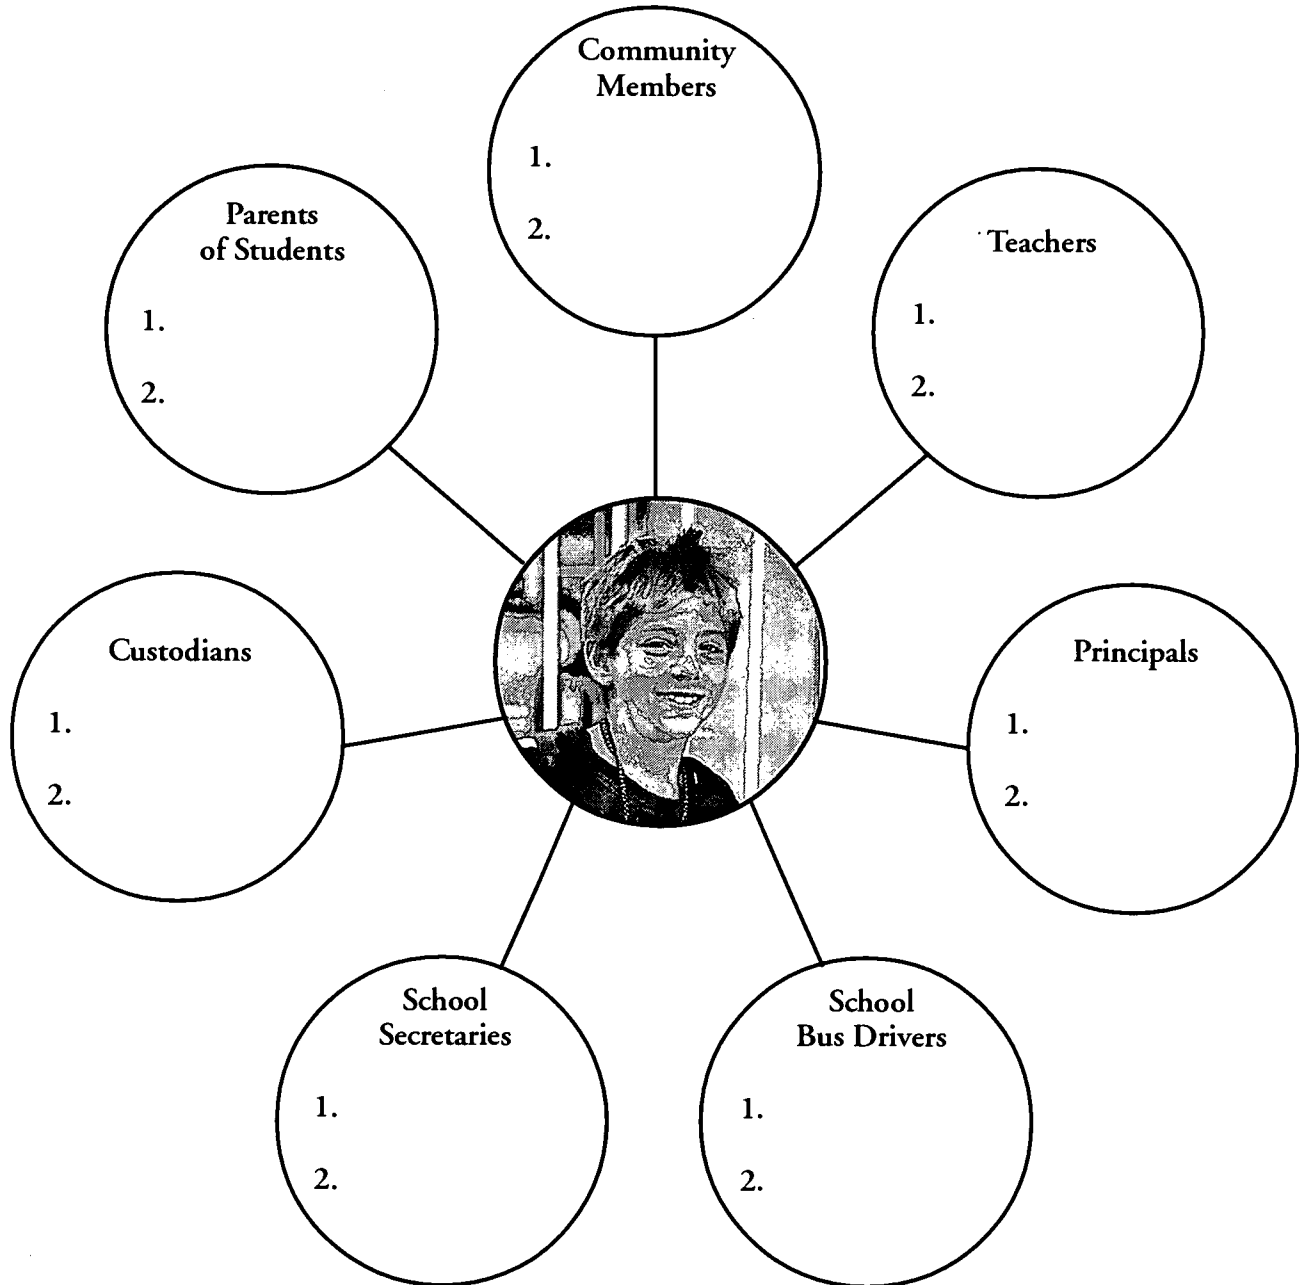 Community
Members
1.
2.
Parents
of Students
1.
2.
Teachers
1.
2.
Custodians
1.
2.
Principals
1.
2.
School
Secretaries
1.
2.
School
Bus Drivers
1.
2.